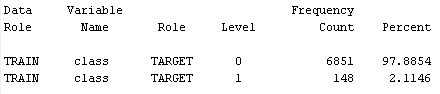 Data Variable Frequency
Role Name Role Level Count Percent
TRAIN class TARGET 0 6851 97.8854
TRAIN class TARGET 1 148 2.1146